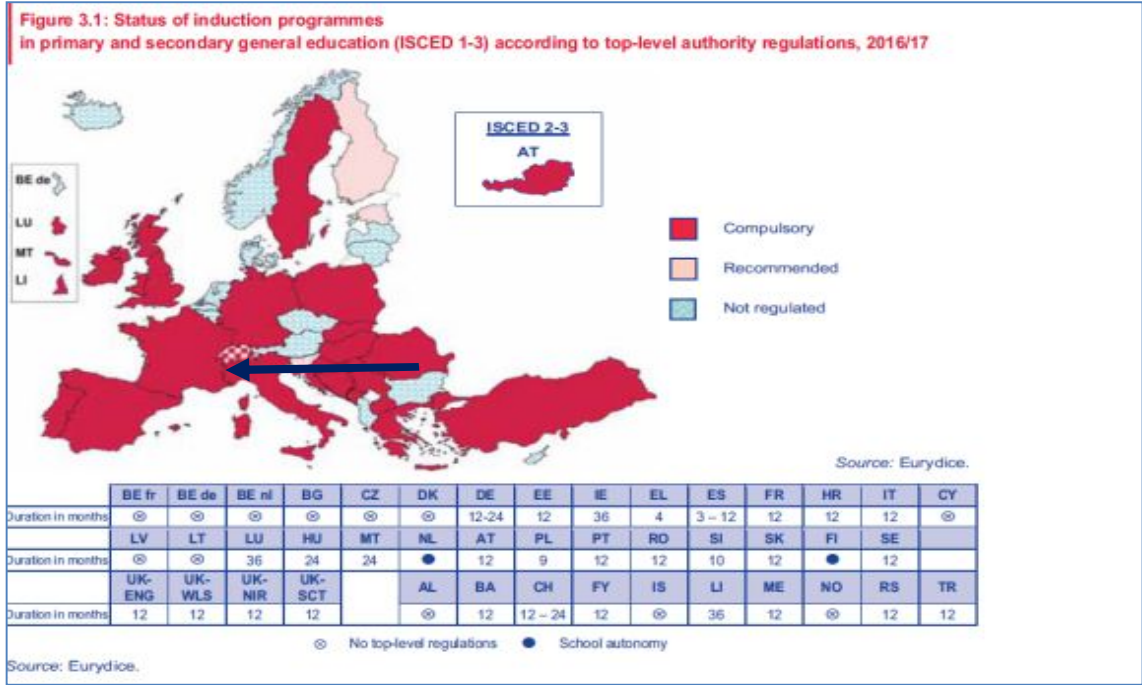 Figure 3.1: Status of induction programmes
in primary and secondary general education (ISCED 1-3) according to top-level authority regulations, 2016/17
ISCED 2-3
AT
BE de
LU
MT
LI
Compulsory
Recommended
Not regulated
Source: Eurydice.
BE fr BE de BE nl BG CZ DK DE EE IE EL ES FR HR IT CY
Duration in months ⊗ ⊗ ⊗ ⊗ ⊗ ⊗ 12-24 12 36 4 3 – 12 12 12 12 ⊗
LV LT LU HU MT NL AT PL PT RO SI SK FI SE
Duration in months ⊗ ⊗ 36 24 24 ● 12 9 12 12 10 12 ● 12
UK-ENG UK-WLS UK-NIR UK-SCT AL BA CH FY IS LI ME NO RS TR
Duration in months 12 12 12 12 ⊗ 12 12 – 24 12 ⊗ 36 12 ⊗ 12 12
⊗ No top-level regulations ● School autonomy
Source: Eurydice.